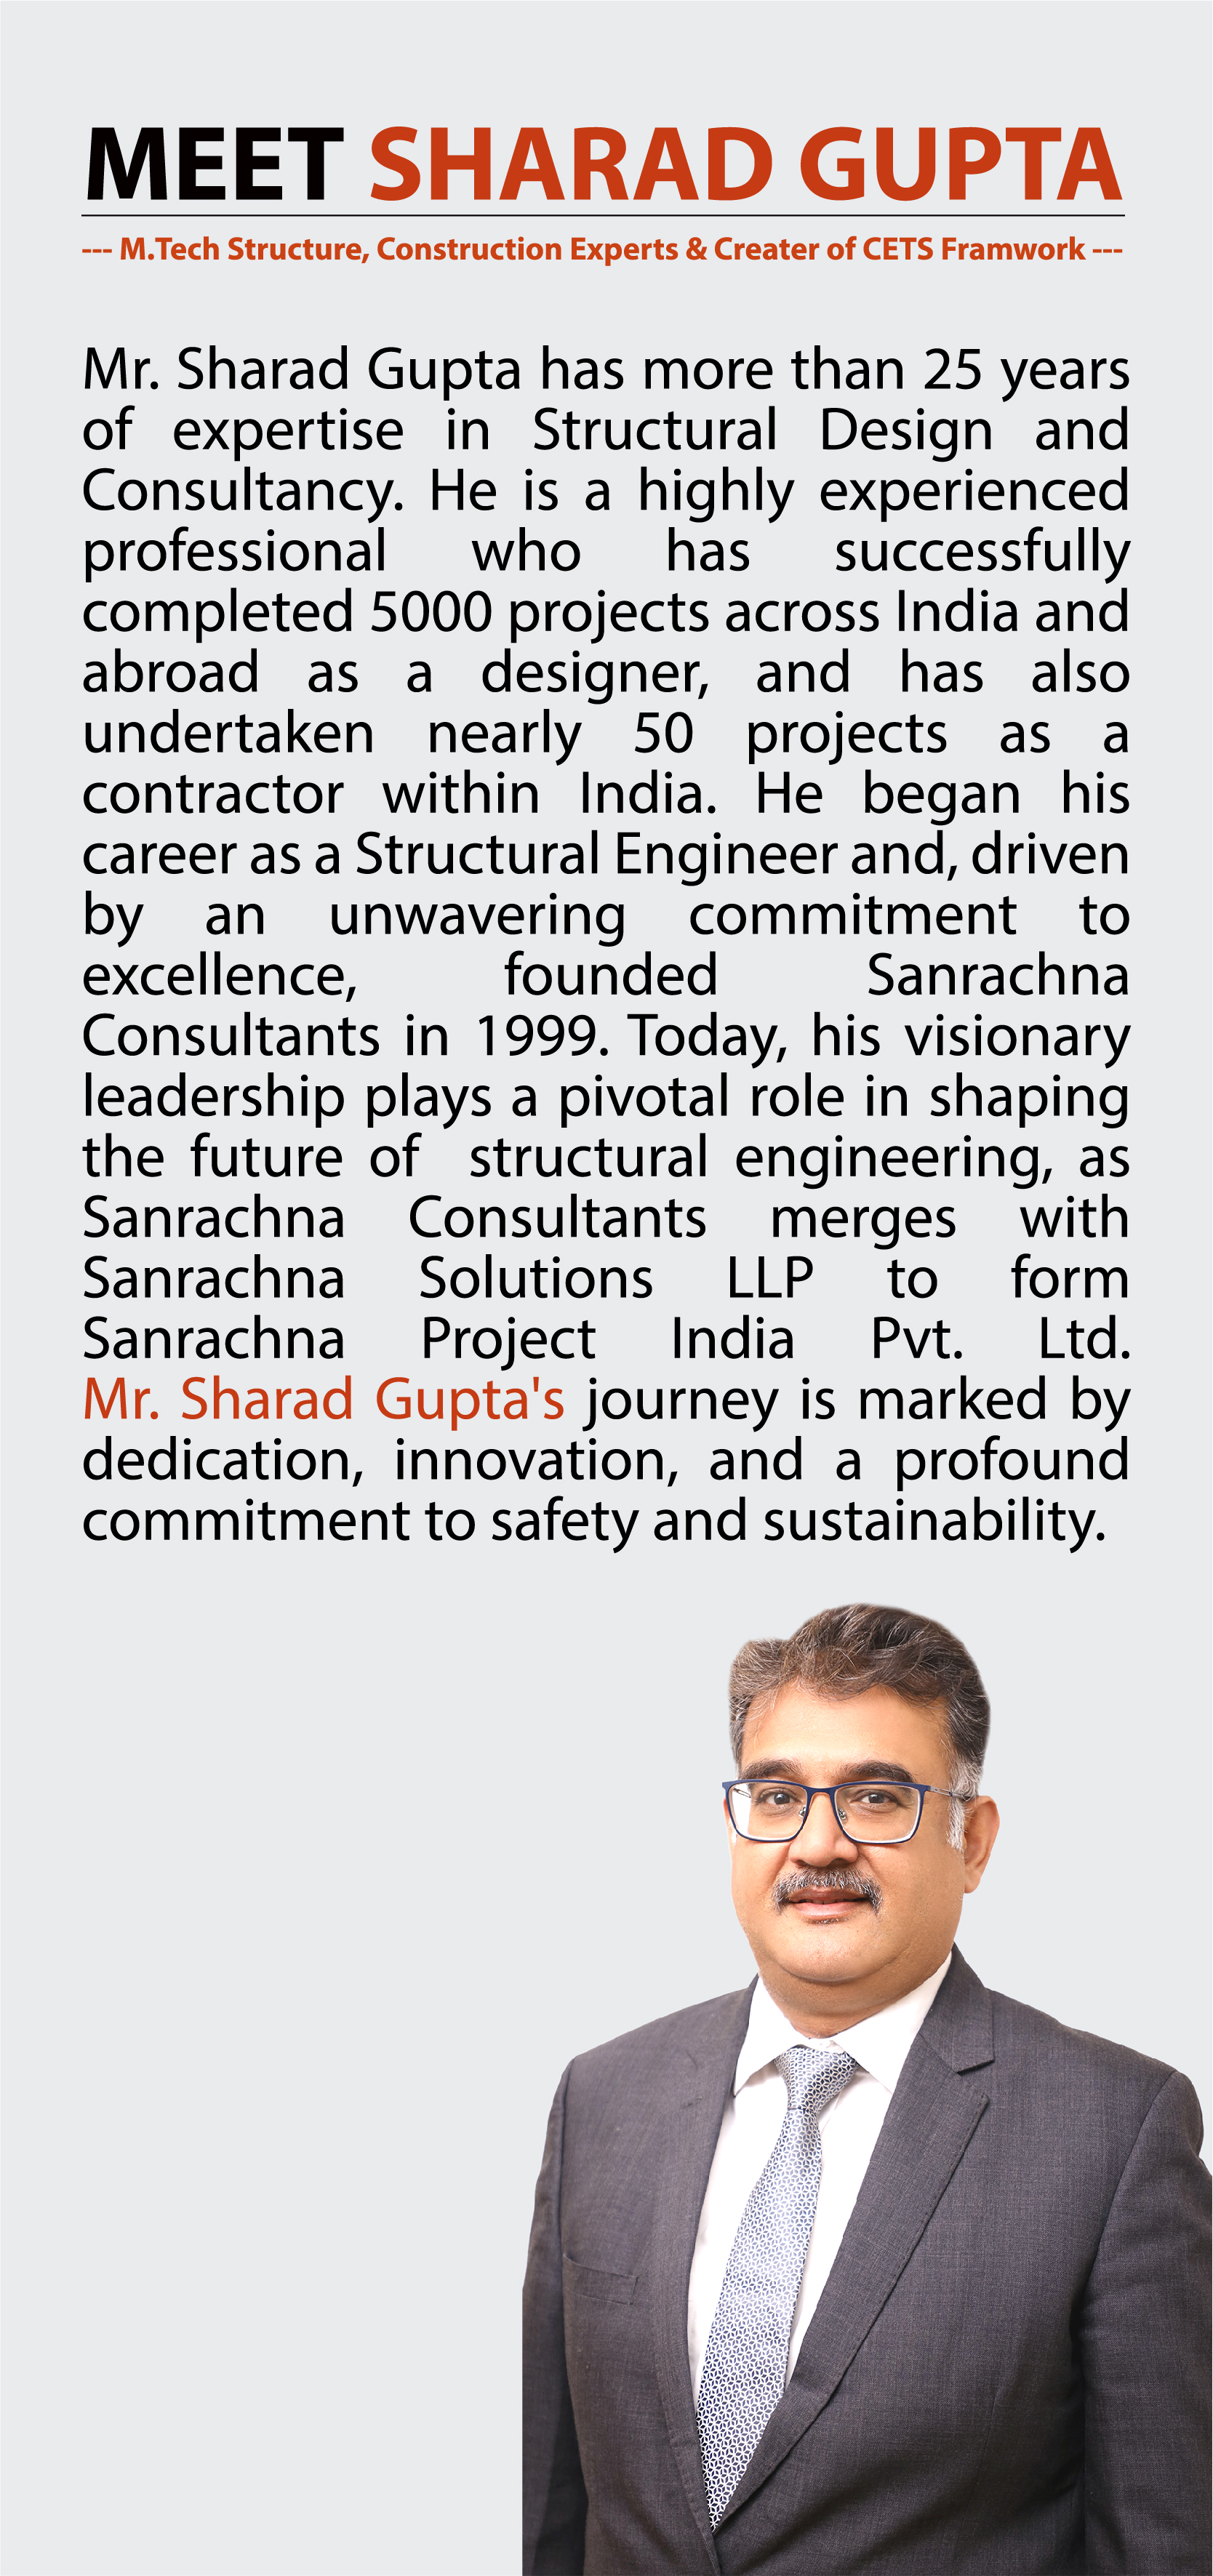 MEET SHARAD GUPTA
--- M.Tech Structure, Construction Experts & Creater of CETS Framwork ---
Mr. Sharad Gupta has more than 25 years
of expertise in Structural Design and
Consultancy. He is a highly experienced
professional who has successfully
completed 5000 projects across India and
abroad as a designer, and has also
undertaken nearly 50 projects as a
contractor within India. He began his
career as a Structural Engineer and, driven
by an unwavering commitment to
excellence, founded Sanrachna
Consultants in 1999. Today, his visionary
leadership plays a pivotal role in shaping
the future of structural engineering, as
Sanrachna Consultants merges with
Sanrachna Solutions LLP to form
Sanrachna Project India Pvt. Ltd.
Mr. Sharad Gupta's journey is marked by
dedication, innovation, and a profound
commitment to safety and sustainability.